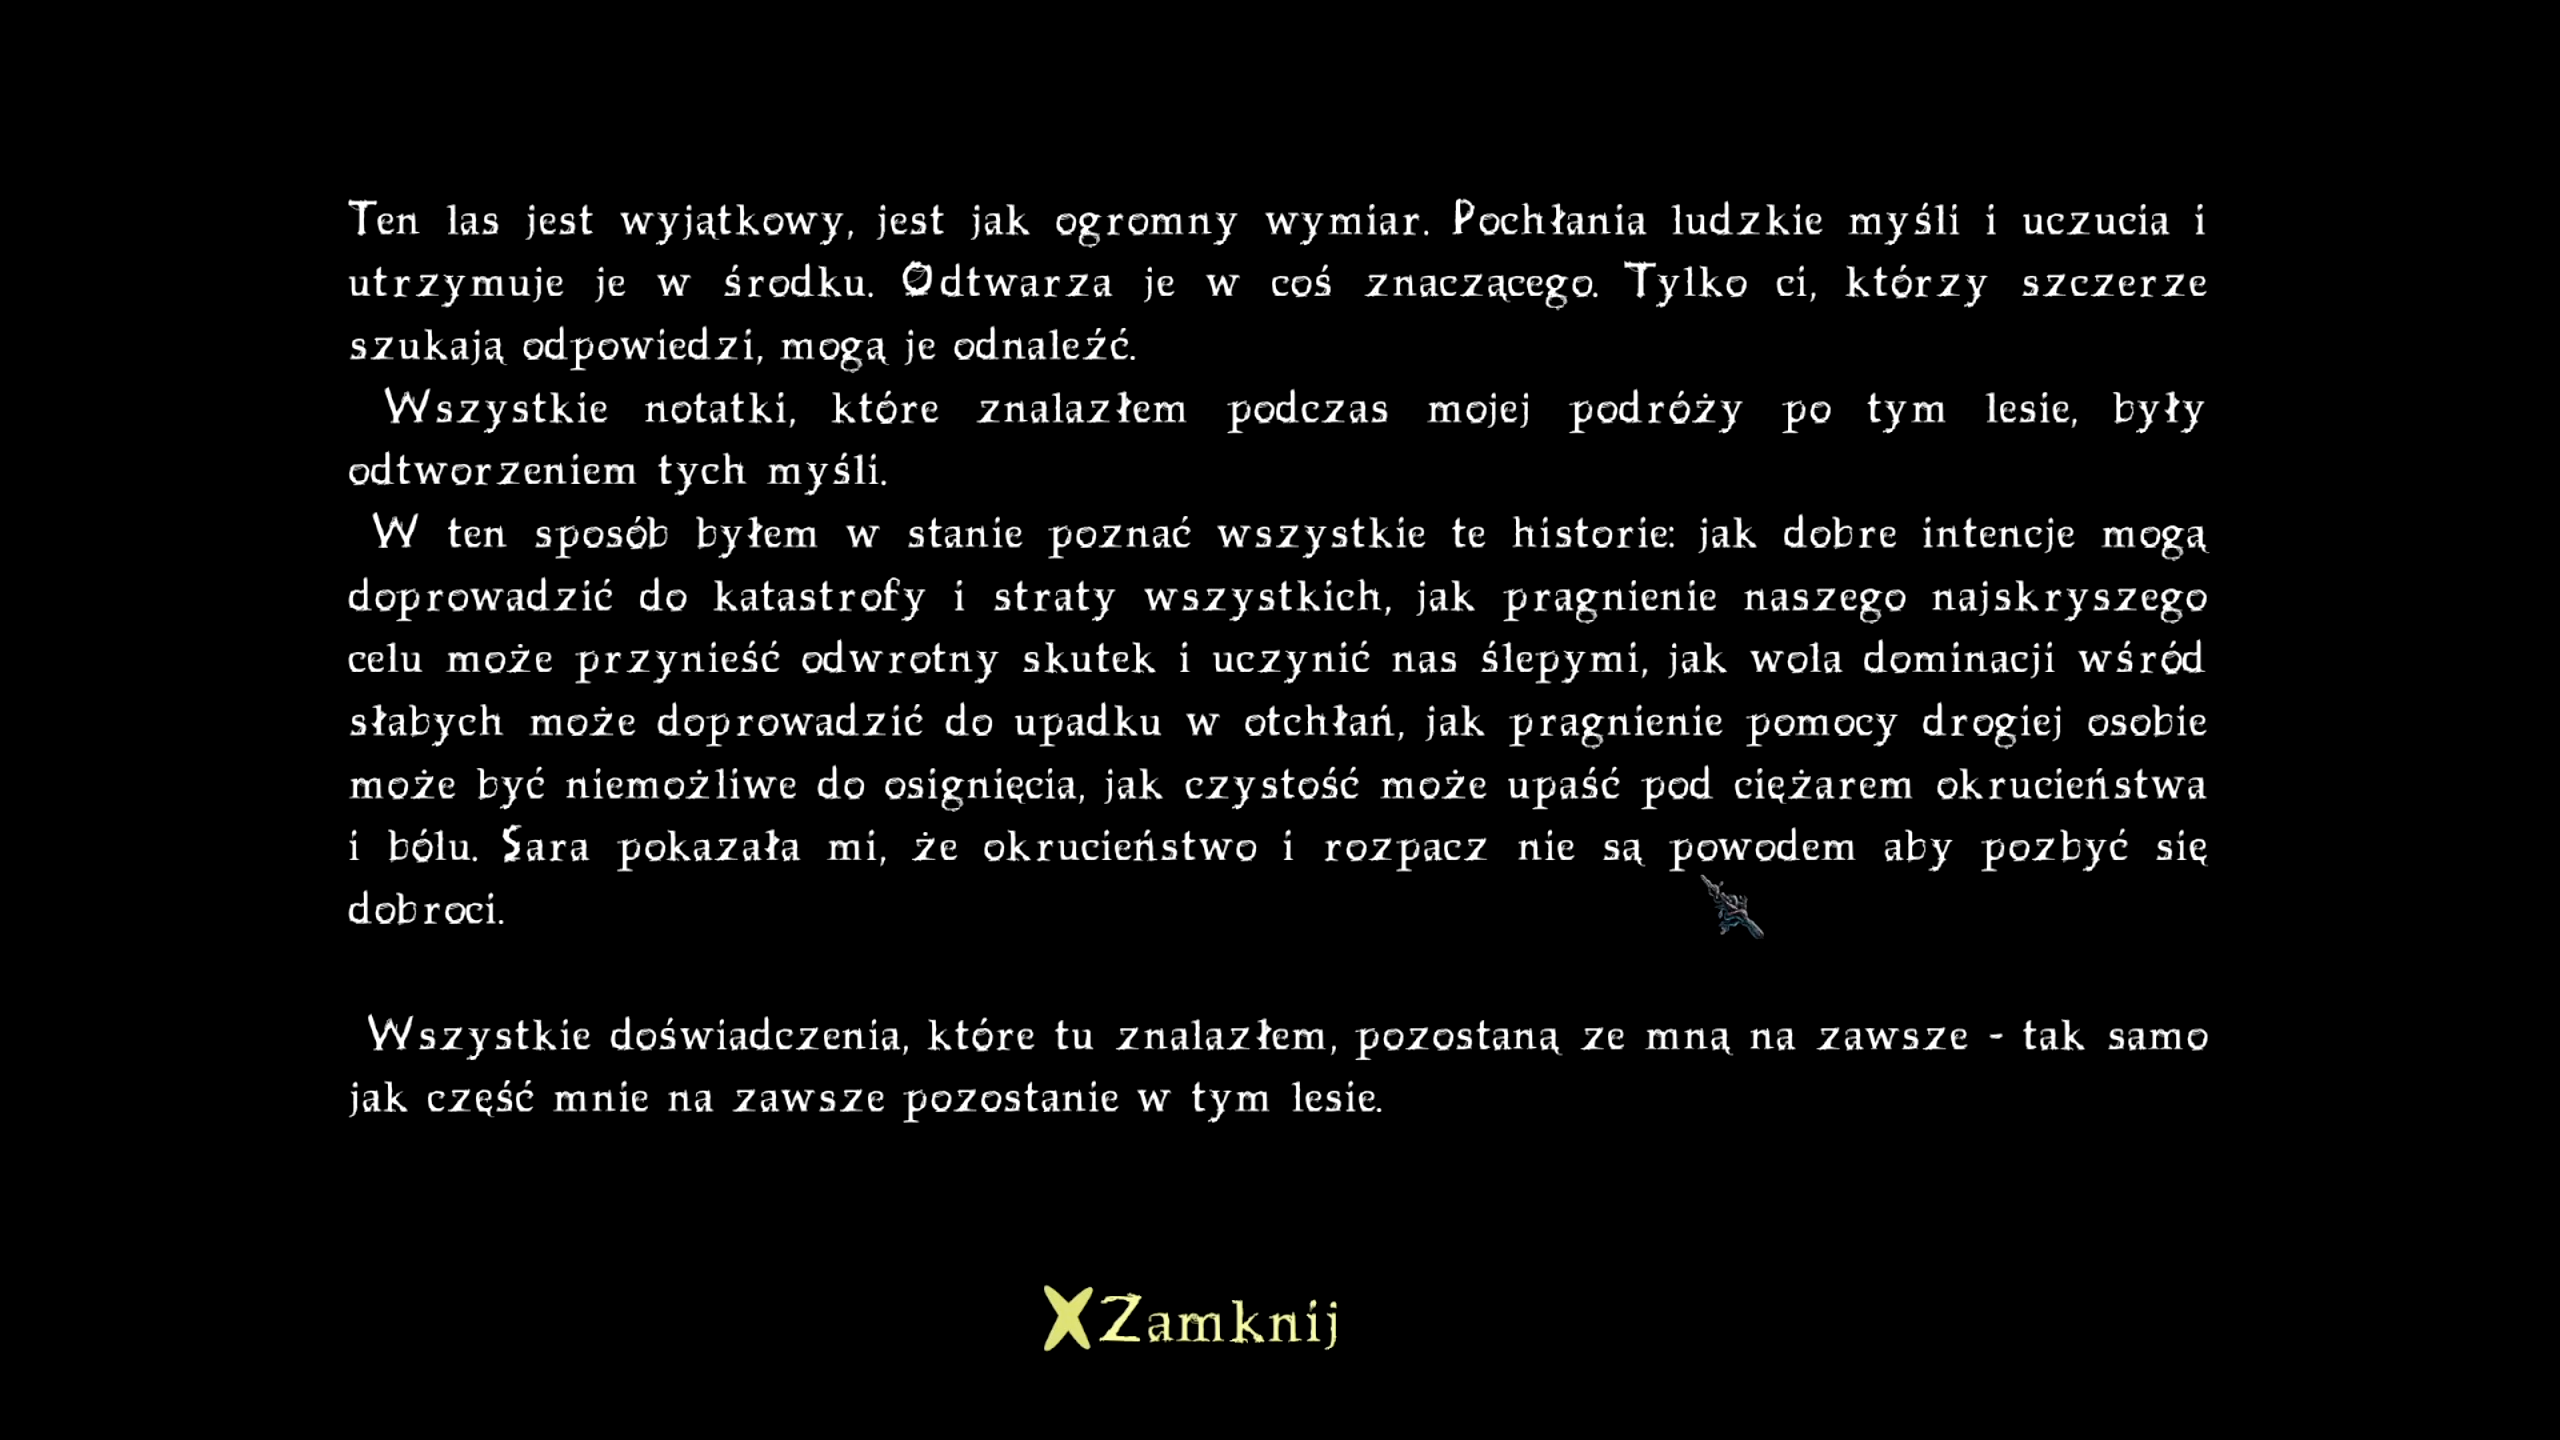 Ten las jest wyjątkowy, jest jak ogromny wymiar. Pochłania ludzkie myśli i uczucia i
utrzymuje je w środku. Odtwarza je w coś znaczącego. Tylko ci, którzy szczerze
szukają odpowiedzi, mogą je odnaleźć.
Wszystkie notatki, które znalazłem podczas mojej podróży po tym lesie, były
odtworzeniem tych myśli.
W ten sposób byłem w stanie poznać wszystkie te historie: jak dobre intencje mogą
doprowadzić do katastrofy i straty wszystkich, jak pragnienie naszego najskryszego
celu może przynieść odwrotny skutek i uczynić nas ślepymi, jak wola dominacji wśród
słabych może doprowadzić do upadku w otchłań, jak pragnienie pomocy drogiej osobie
może być niemożliwe do osignięcia, jak czystość może upaść pod ciężarem okrucieństwa
i bólu. Sara pokazała mi, że okrucieństwo i rozpacz nie są powodem aby pozbyć się
dobroci.
Wszystkie doświadczenia, które tu znalazłem, pozostaną ze mną na zawsze - tak samo
jak część mnie na zawsze pozostanie w tym lesie.
XZamknij